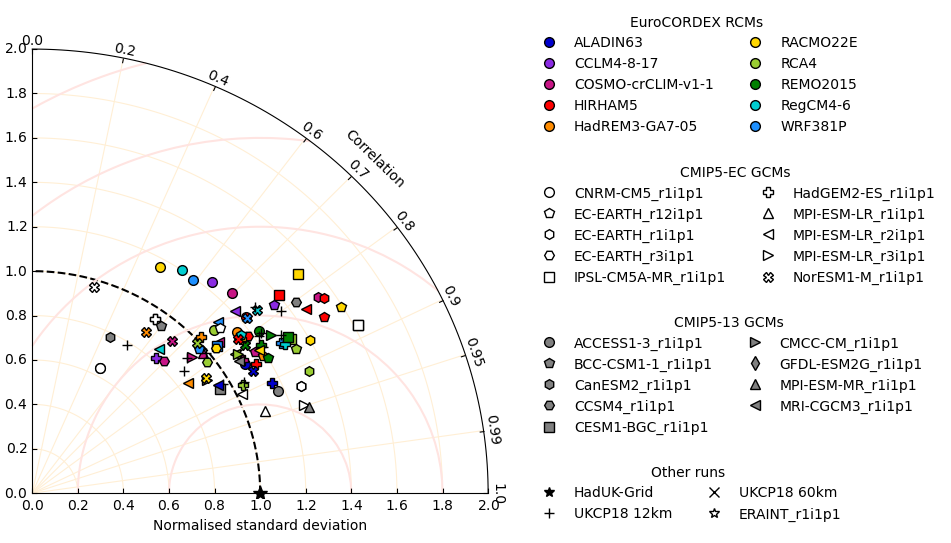 EuroCORDEX RCMs
ALADIN63 RACMO22E
CCLM4-8-17 RCA4
COSMO-crCLIM-v1-1 REMO2015
HIRHAM5 RegCM4-6
HadREM3-GA7-05 WRF381P
CMIP5-EC GCMs
CNRM-CM5_r1i1p1 HadGEM2-ES_r1i1p1
EC-EARTH_r12i1p1 MPI-ESM-LR_r1i1p1
EC-EARTH_r1i1p1 MPI-ESM-LR_r2i1p1
EC-EARTH_r3i1p1 MPI-ESM-LR_r3i1p1
IPSL-CM5A-MR_r1i1p1 NorESM1-M_r1i1p1
CMIP5-13 GCMs
ACCESS1-3_r1i1p1 CMCC-CM_r1i1p1
BCC-CSM1-1_r1i1p1 GFDL-ESM2G_r1i1p1
CanESM2_r1i1p1 MPI-ESM-MR_r1i1p1
CCSM4_r1i1p1 MRI-CGCM3_r1i1p1
CESM1-BGC_r1i1p1
Other runs
HadUK-Grid UKCP18 60km
UKCP18 12km ERAINT_r1i1p1
0.0
0.2
0.4
0.6
Correlation
0.7
0.8
0.9
0.95
0.99
1.0
2.0
1.8
1.6
1.4
1.2
1.0
0.8
0.6
0.4
0.2
0.0
0.0 0.2 0.4 0.6 0.8 1.0 1.2 1.4 1.6 1.8 2.0
Normalised standard deviation